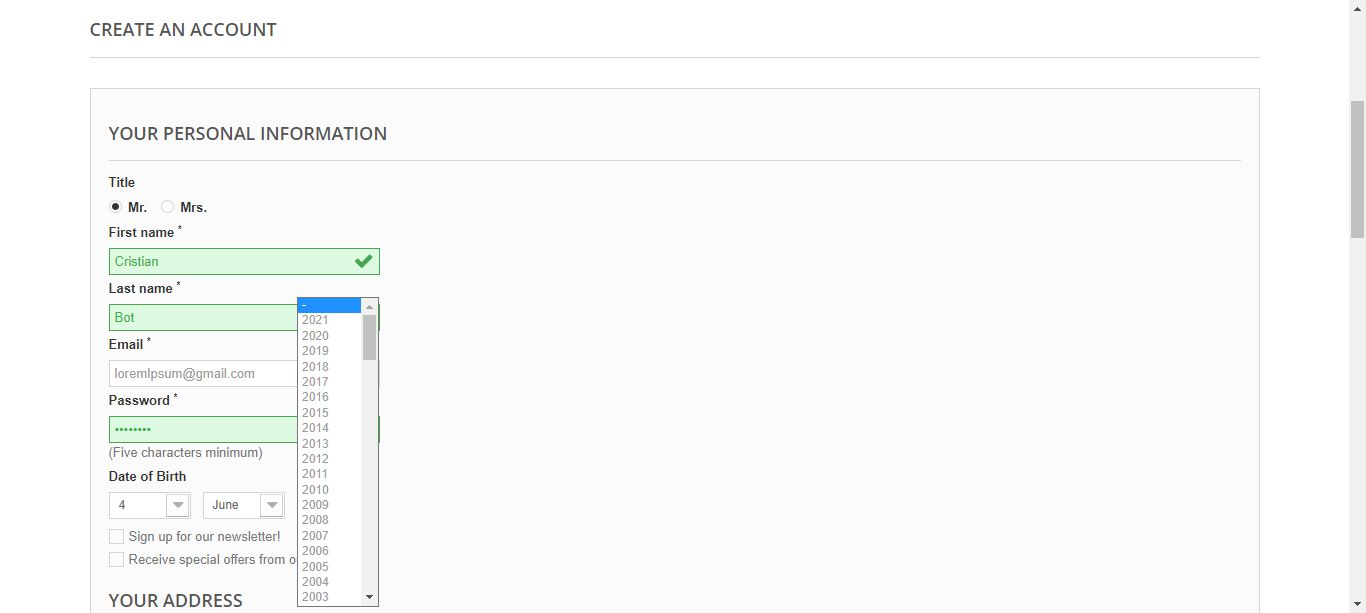 CREATE AN ACCOUNT
YOUR PERSONAL INFORMATION
Title
Mr. Mrs.
First name *
Cristian
Last name *
Bot
Email *
loremIpsum@gmail.com
Password *
••••••••
(Five characters minimum)
Date of Birth
4 June
-
2021
2020
2019
2018
2017
2016
2015
2014
2013
2012
2011
2010
2009
2008
2007
2006
2005
2004
2003
Sign up for our newsletter!
Receive special offers from o
YOUR ADDRESS